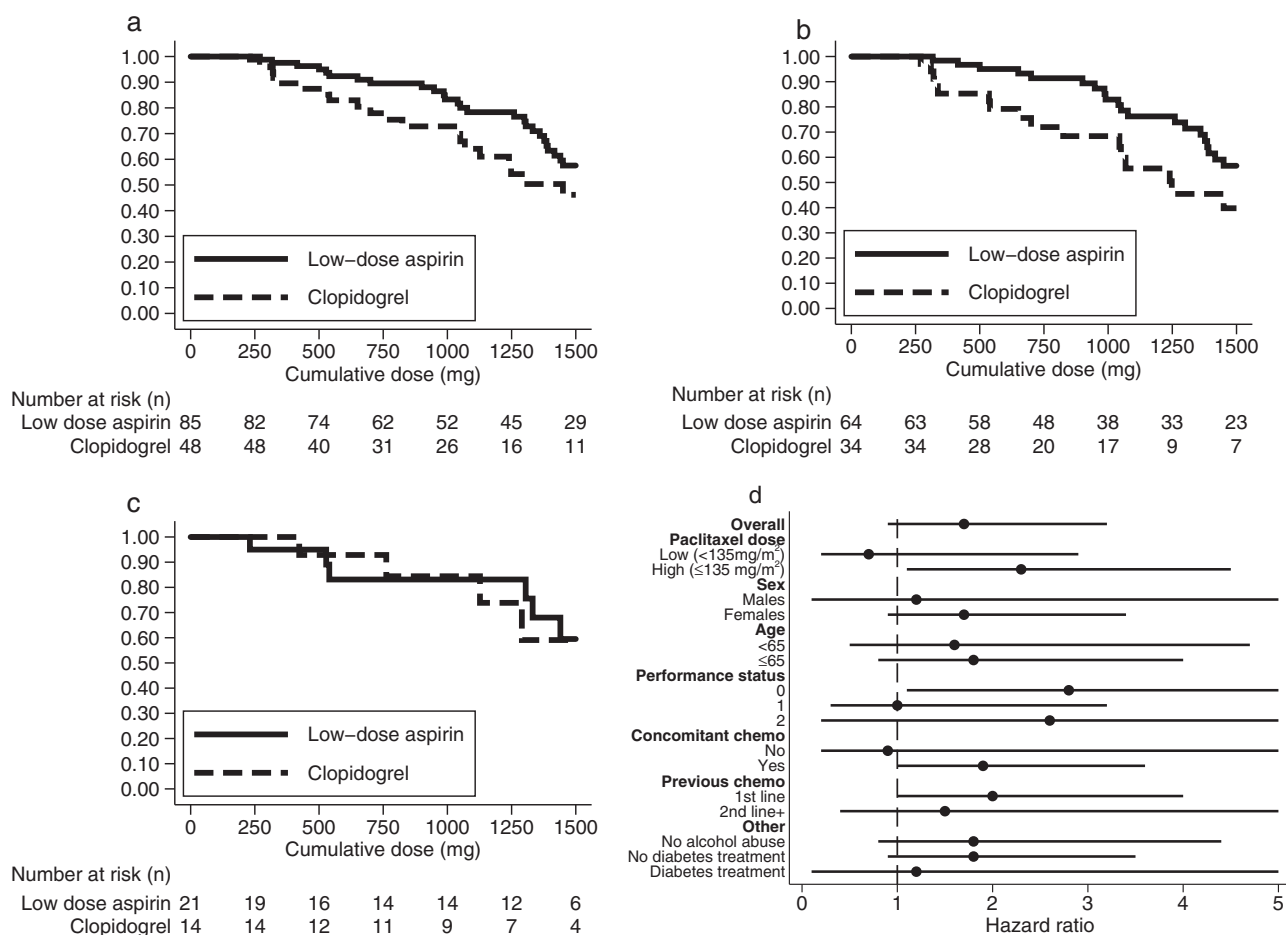 a
1.00
0.90
0.80
0.70
0.60
0.50
0.40
0.30
0.20
0.10
0.00
Low−dose aspirin
Clopidogrel
0 250 500 750 1000 1250 1500
Cumulative dose (mg)
Number at risk (n)
Low dose aspirin 85 82 74 62 52 45 29
Clopidogrel 48 48 40 31 26 16 11
b
1.00
0.90
0.80
0.70
0.60
0.50
0.40
0.30
0.20
0.10
0.00
Low−dose aspirin
Clopidogrel
0 250 500 750 1000 1250 1500
Cumulative dose (mg)
Number at risk (n)
Low dose aspirin 64 63 58 48 38 33 23
Clopidogrel 34 34 28 20 17 9 7
c
1.00
0.90
0.80
0.70
0.60
0.50
0.40
0.30
0.20
0.10
0.00
Low−dose aspirin
Clopidogrel
0 250 500 750 1000 1250 1500
Cumulative dose (mg)
Number at risk (n)
Low dose aspirin 21 19 16 14 14 12 6
Clopidogrel 14 14 12 11 9 7 4
d
Overall
Paclitaxel dose
Low (<135mg/m²)
High (≤135 mg/m²)
Sex
Males
Females
Age
<65
≤65
Performance status
0
1
2
Concomitant chemo
No
Yes
Previous chemo
1st line
2nd line+
Other
No alcohol abuse
No diabetes treatment
Diabetes treatment
0 1 2 3 4 5
Hazard ratio